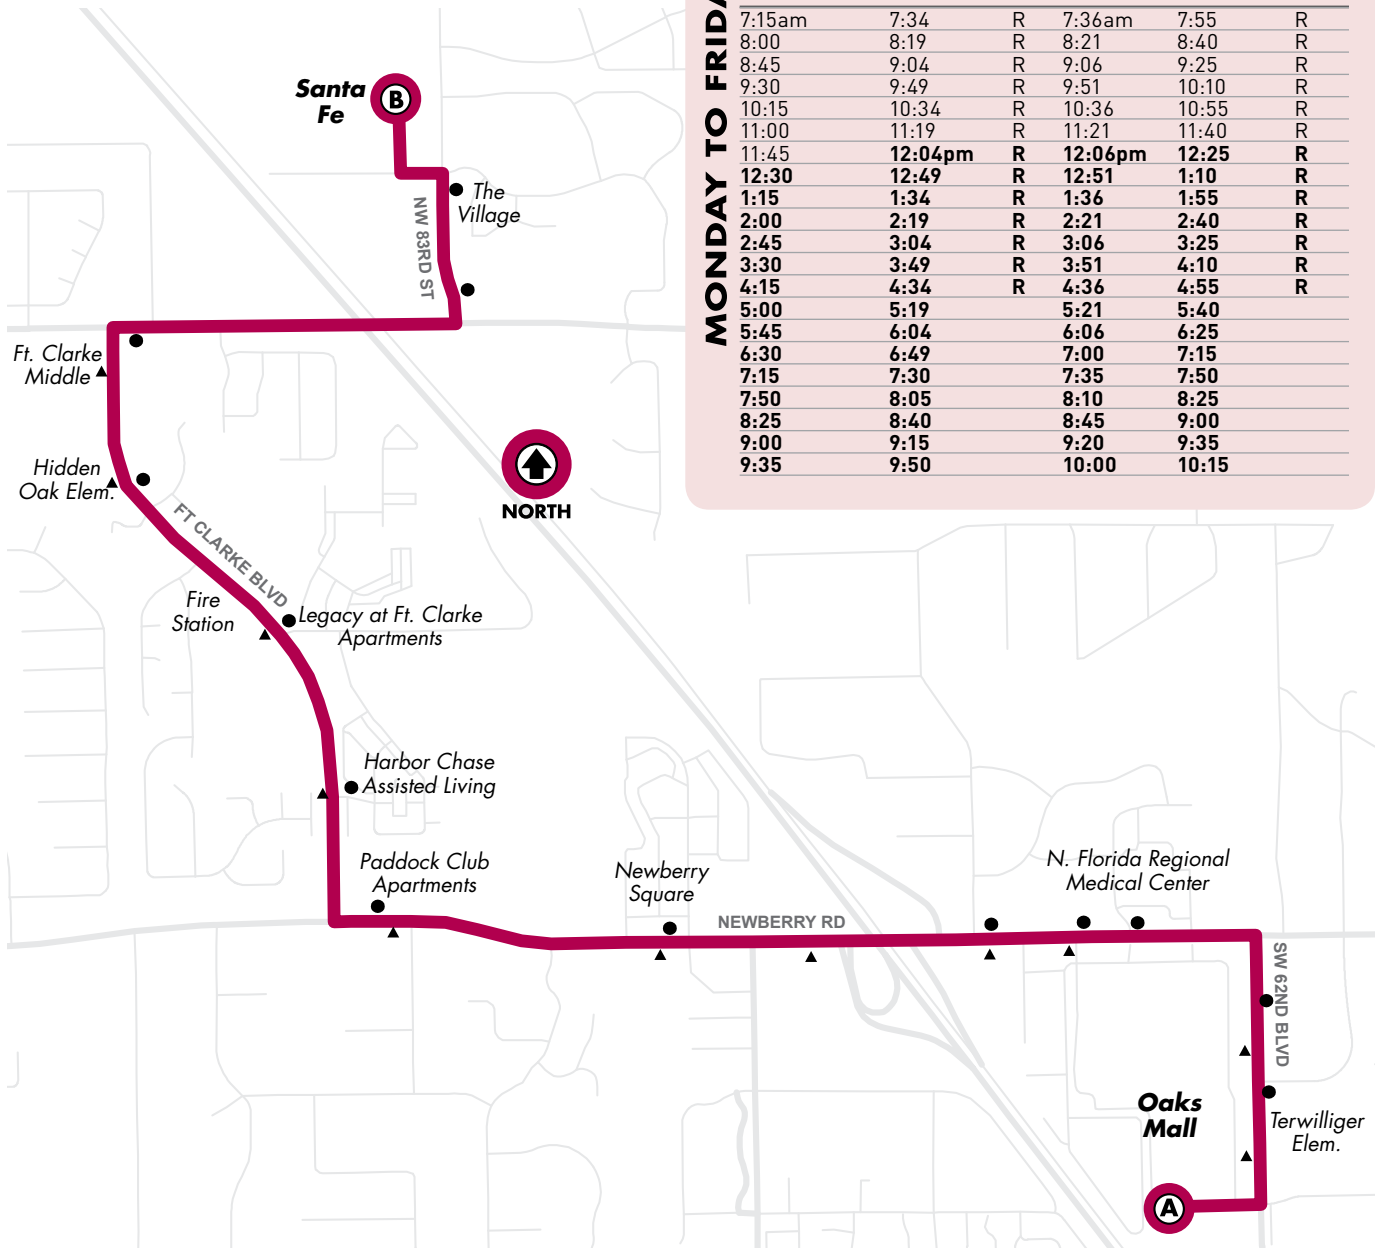 MONDAY TO FRIDA
7:15am 7:34 R 7:36am 7:55 R
8:00 8:19 R 8:21 8:40 R
8:45 9:04 R 9:06 9:25 R
9:30 9:49 R 9:51 10:10 R
10:15 10:34 R 10:36 10:55 R
11:00 11:19 R 11:21 11:40 R
11:45 12:04pm R 12:06pm 12:25 R
12:30 12:49 R 12:51 1:10 R
1:15 1:34 R 1:36 1:55 R
2:00 2:19 R 2:21 2:40 R
2:45 3:04 R 3:06 3:25 R
3:30 3:49 R 3:51 4:10 R
4:15 4:34 R 4:36 4:55 R
5:00 5:19 5:21 5:40
5:45 6:04 6:06 6:25
6:30 6:49 7:00 7:15
7:15 7:30 7:35 7:50
7:50 8:05 8:10 8:25
8:25 8:40 8:45 9:00
9:00 9:15 9:20 9:35
9:35 9:50 10:00 10:15
Santa
Fe
B
The
Village
NW 83RD ST
Ft. Clarke
Middle
Hidden
Oak Elem.
NORTH
FT CLARKE BLVD
Fire
Station
Legacy at Ft. Clarke
Apartments
Harbor Chase
Assisted Living
Paddock Club
Apartments
Newberry
Square
NEWBERRY RD
N. Florida Regional
Medical Center
SW 62ND BLVD
Oaks
Mall
Terwilliger
Elem.
A